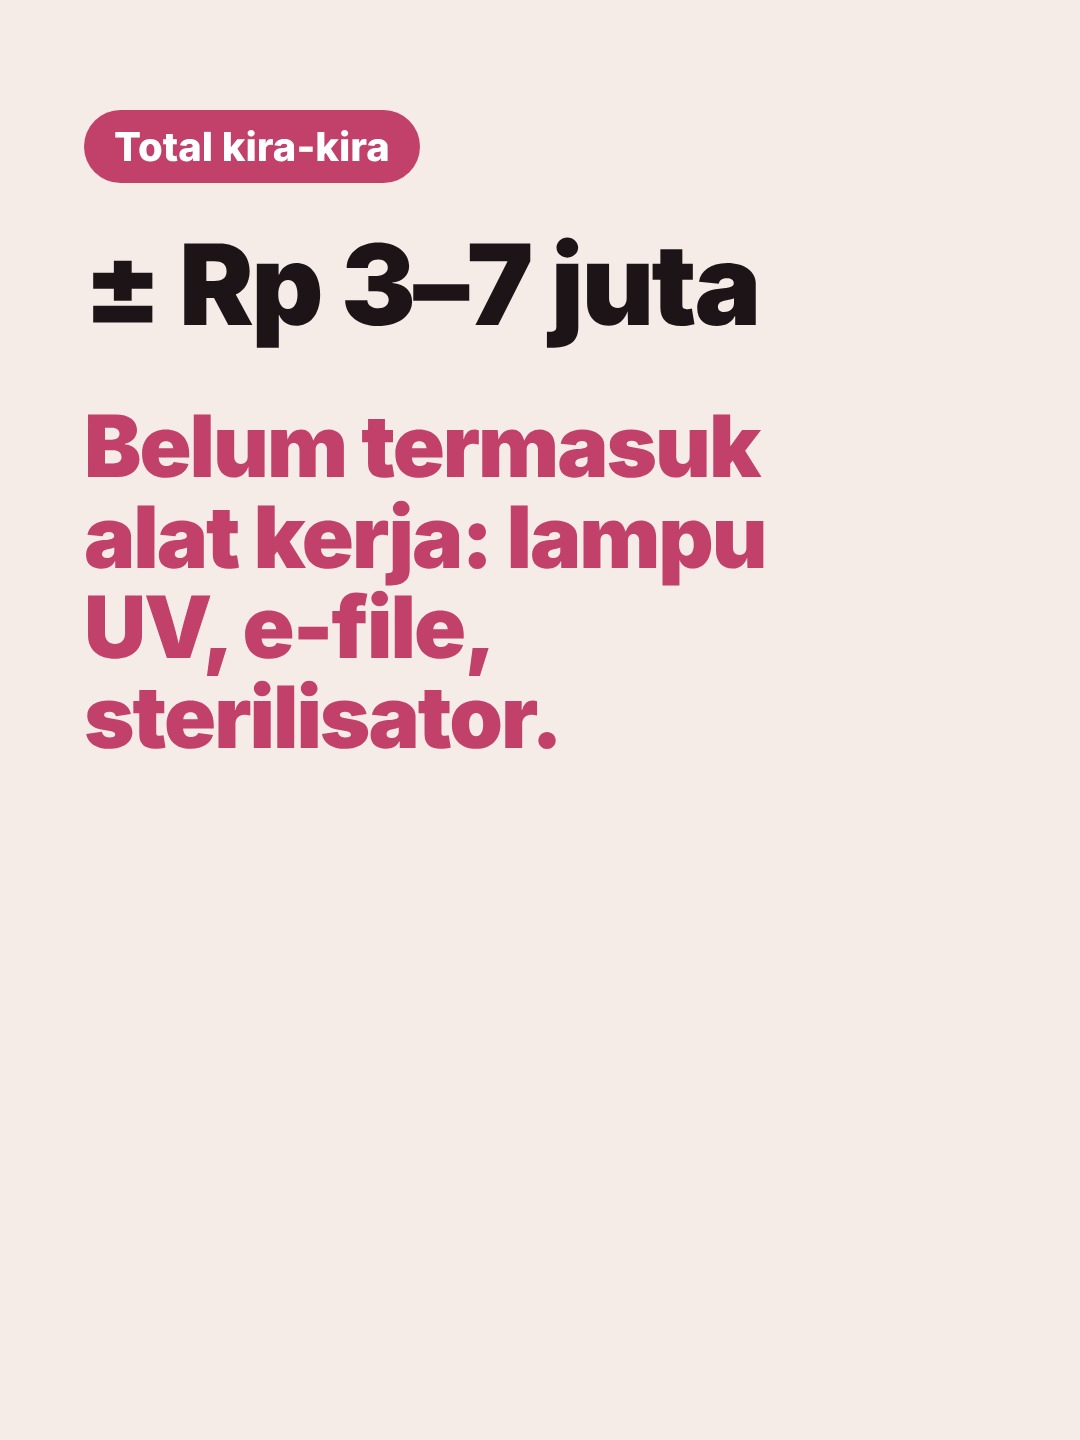 Total kira-kira
± Rp 3–7 juta
Belum termasuk
alat kerja: lampu
UV, e-file,
sterilisator.